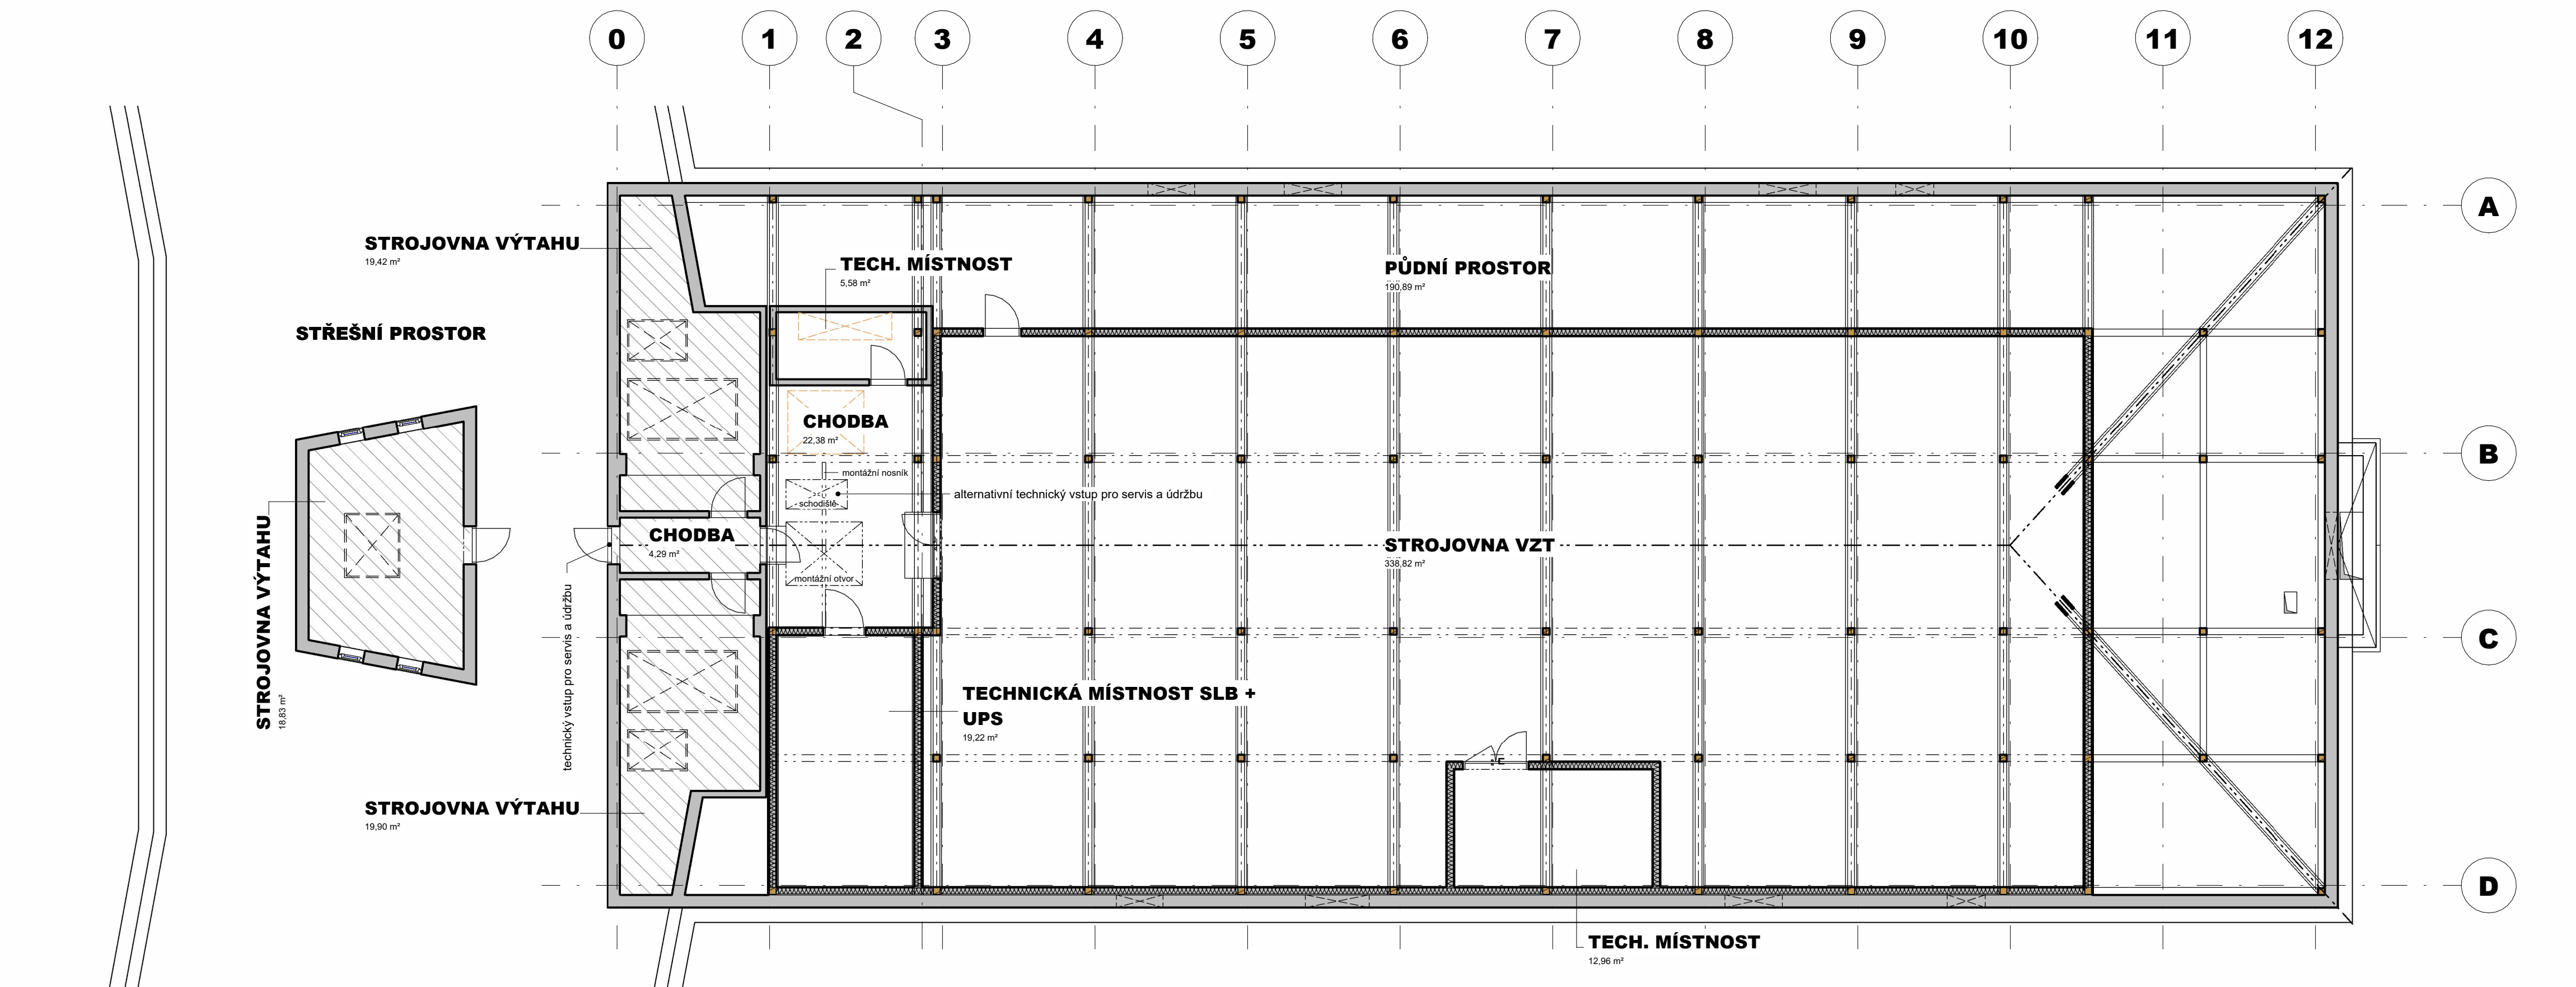 0 1 2 3 4 5 6 7 8 9 10 11 12
A
STROJOVNA VÝTAHU
19,42 m²
TECH. MÍSTNOST
5,58 m²
PŮDNÍ PROSTOR
190,89 m²
STŘEŠNÍ PROSTOR
CHODBA
22,38 m²
B
montážní nosník
alternativní technický vstup pro servis a údržbu
schodiště
CHODBA
4,29 m²
STROJOVNA VZT
338,82 m²
montážní otvor
STROJOVNA VÝTAHU
18,83 m²
technický vstup pro servis a údržbu
C
TECHNICKÁ MÍSTNOST SLB +
UPS
19,22 m²
STROJOVNA VÝTAHU
19,90 m²
D
TECH. MÍSTNOST
12,96 m²